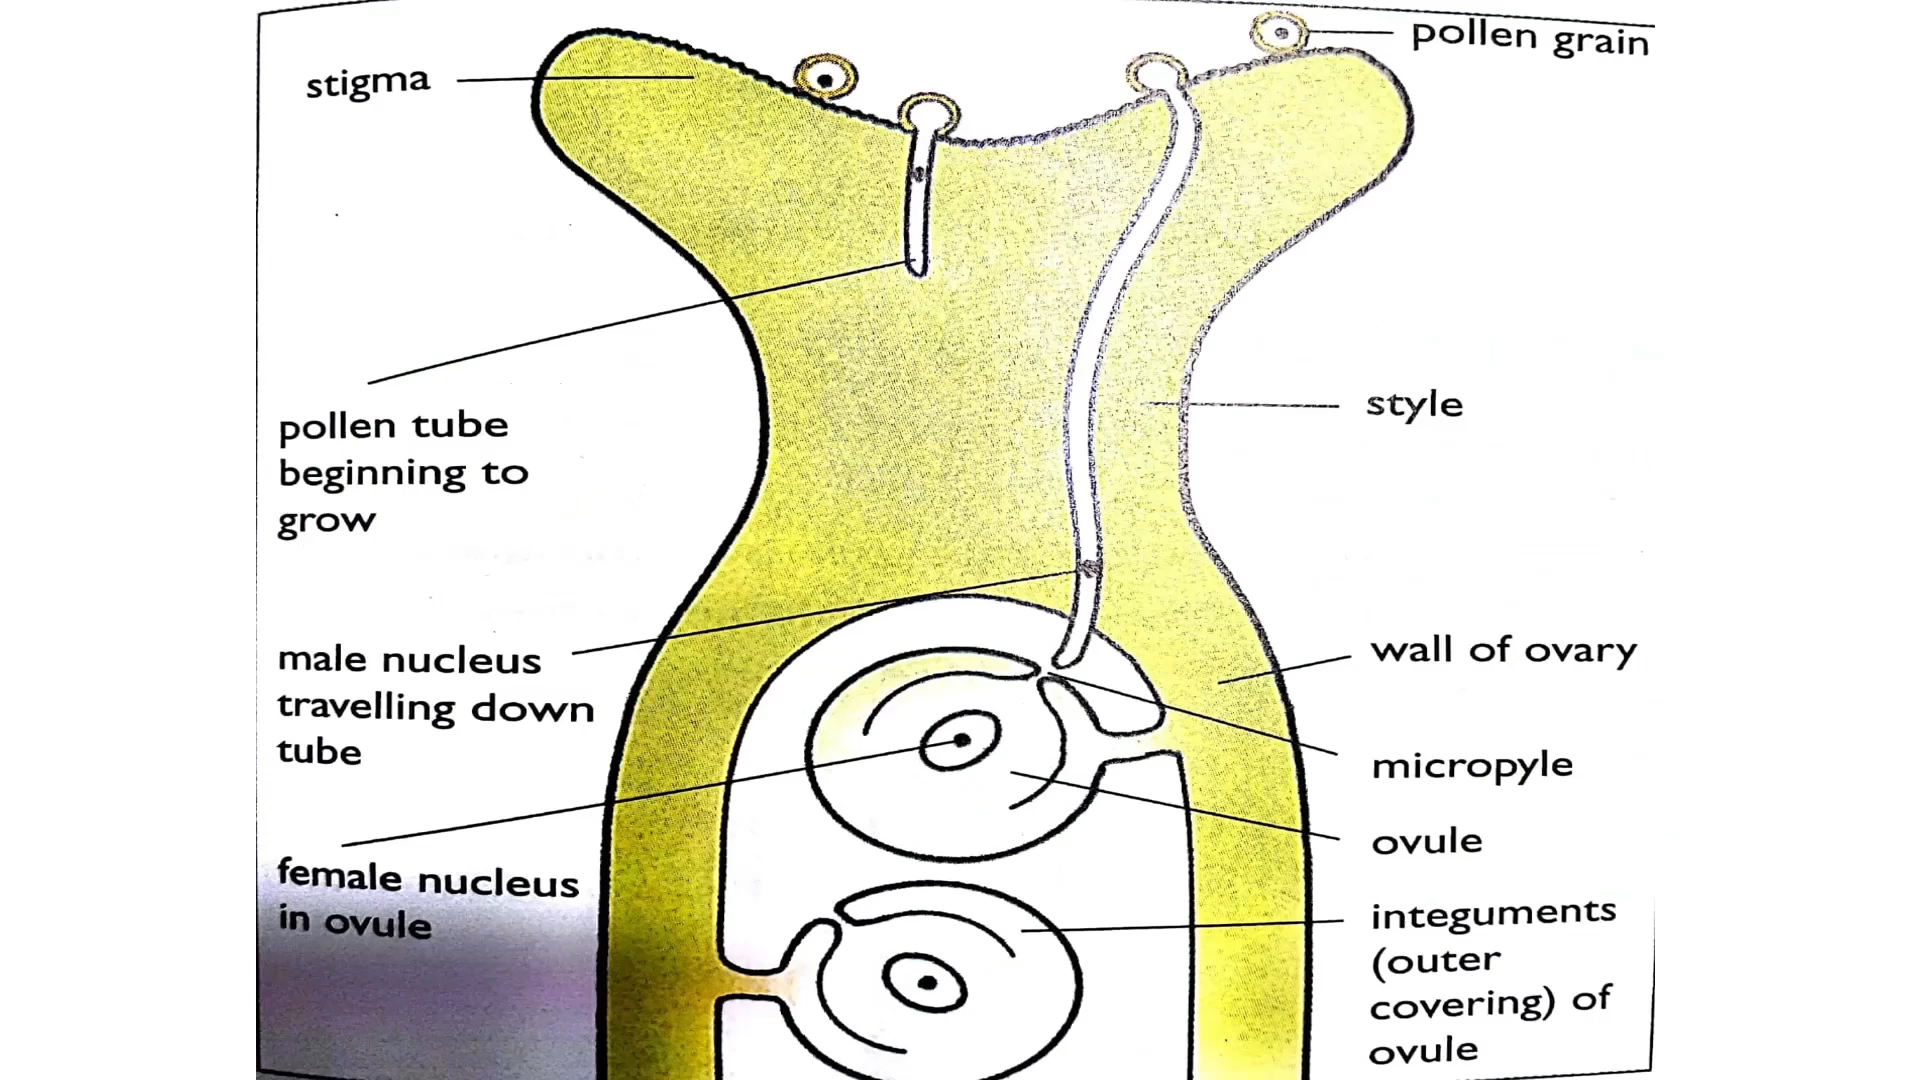 stigma
pollen grain
pollen tube
beginning to
grow
style
male nucleus
travelling down
tube
wall of ovary
micropyle
ovule
female nucleus
in ovule
integuments
(outer
covering) of
ovule